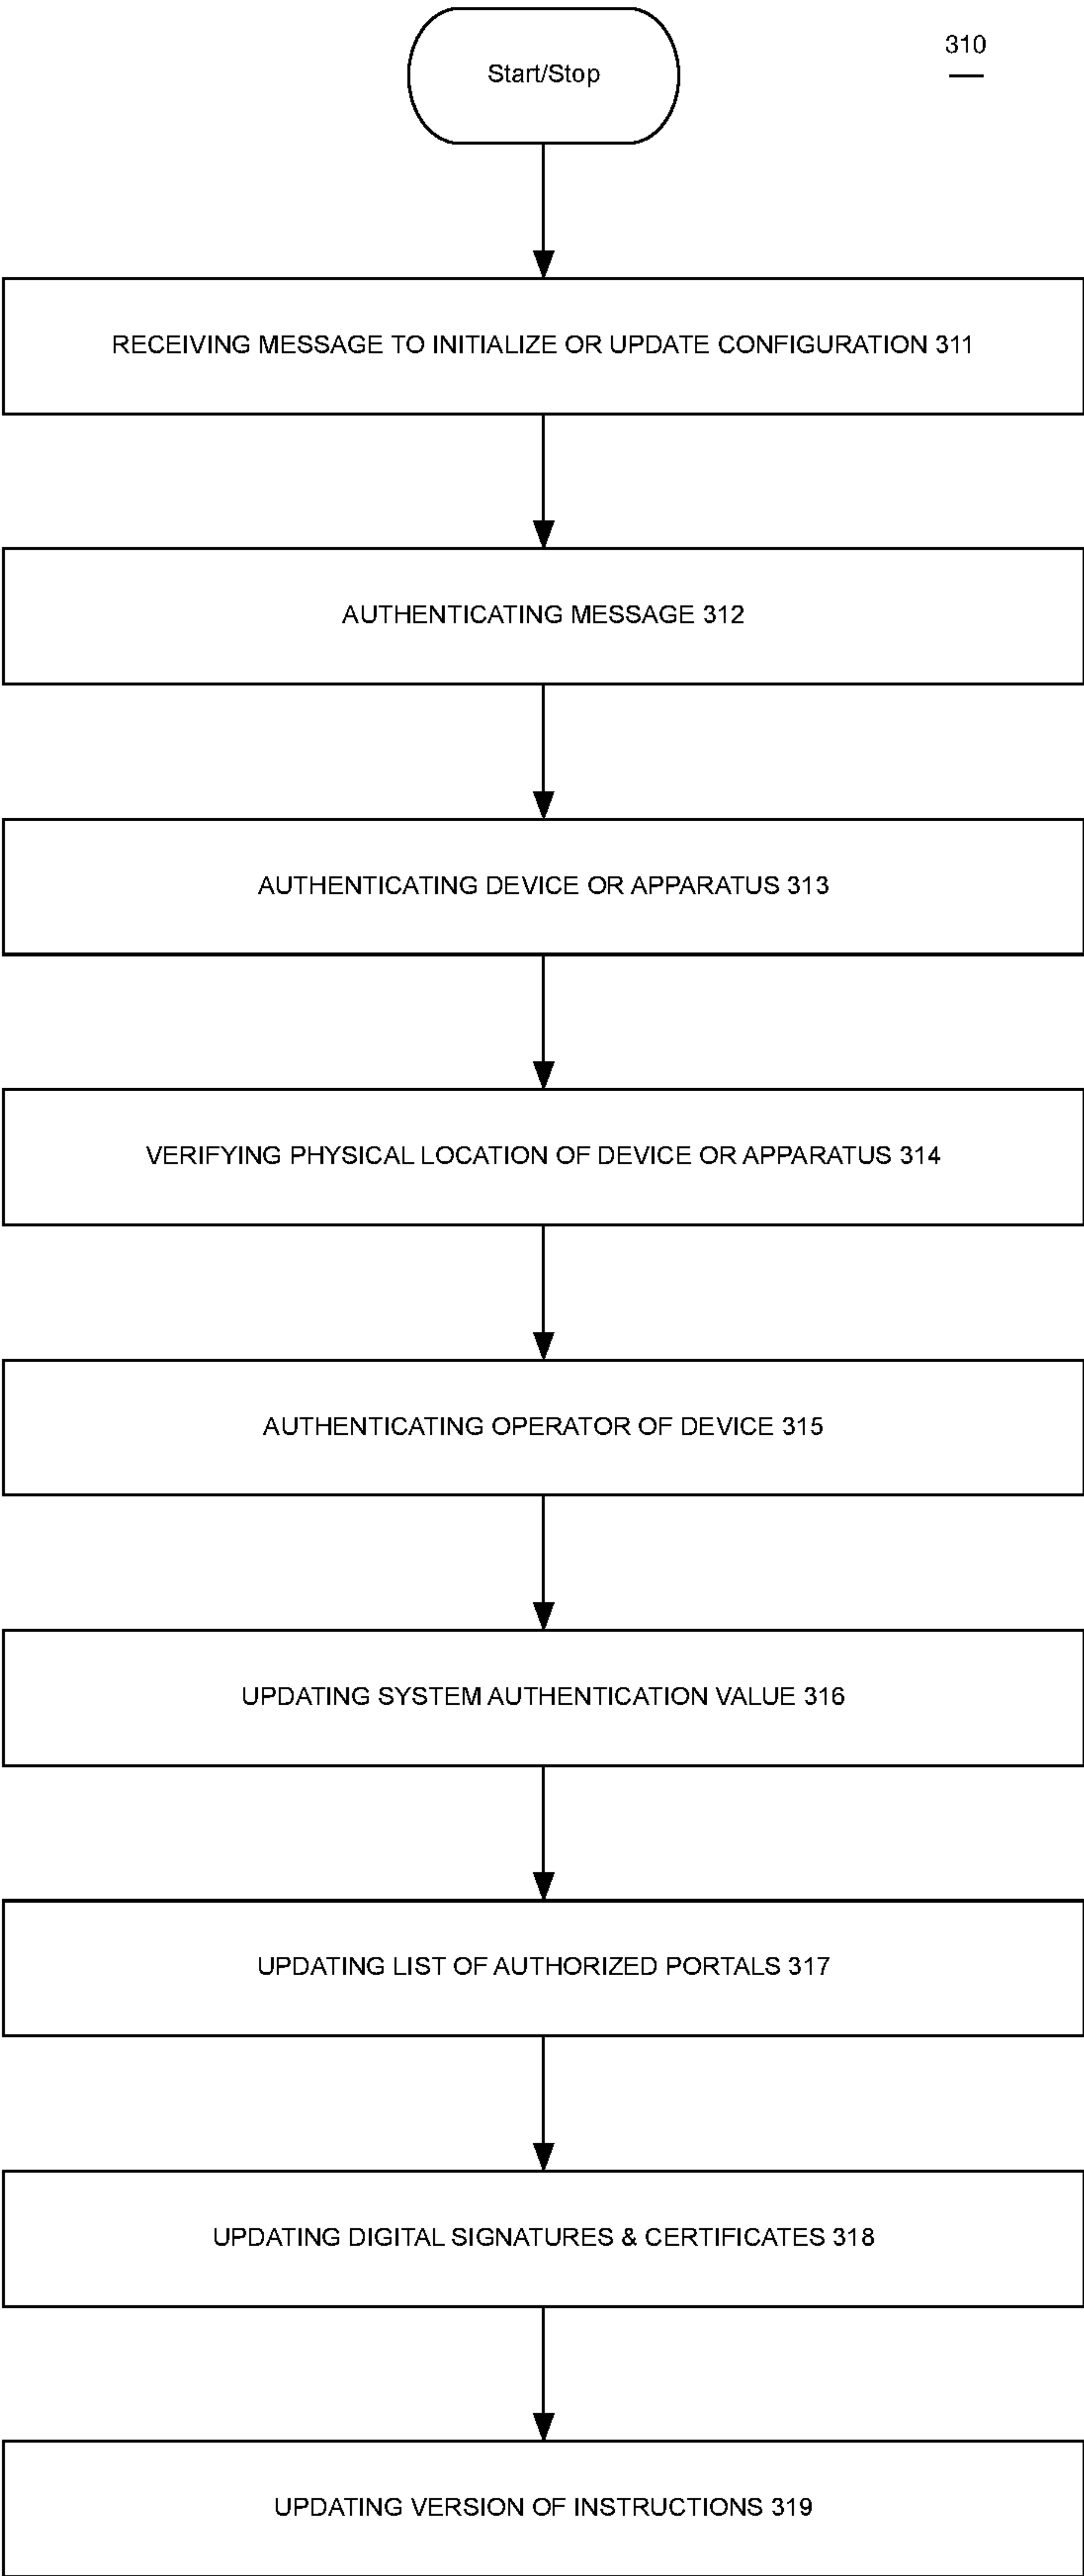 310
Start/Stop
RECEIVING MESSAGE TO INITIALIZE OR UPDATE CONFIGURATION 311
AUTHENTICATING MESSAGE 312
AUTHENTICATING DEVICE OR APPARATUS 313
VERIFYING PHYSICAL LOCATION OF DEVICE OR APPARATUS 314
AUTHENTICATING OPERATOR OF DEVICE 315
UPDATING SYSTEM AUTHENTICATION VALUE 316
UPDATING LIST OF AUTHORIZED PORTALS 317
UPDATING DIGITAL SIGNATURES & CERTIFICATES 318
UPDATING VERSION OF INSTRUCTIONS 319